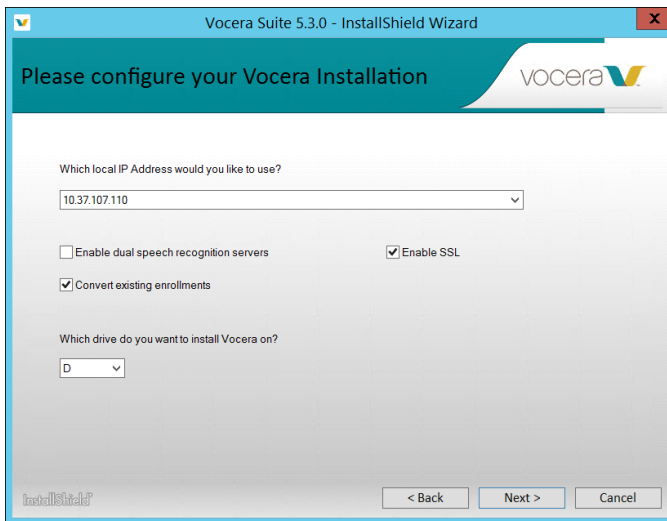 Vocera Suite 5.3.0 - InstallShield Wizard
X
Please configure your Vocera Installation
vocera
Which local IP Address would you like to use?
10.37.107.110
Enable dual speech recognition servers
Enable SSL
Convert existing enrollments
Which drive do you want to install Vocera on?
D
InstallShield
< Back
Next >
Cancel